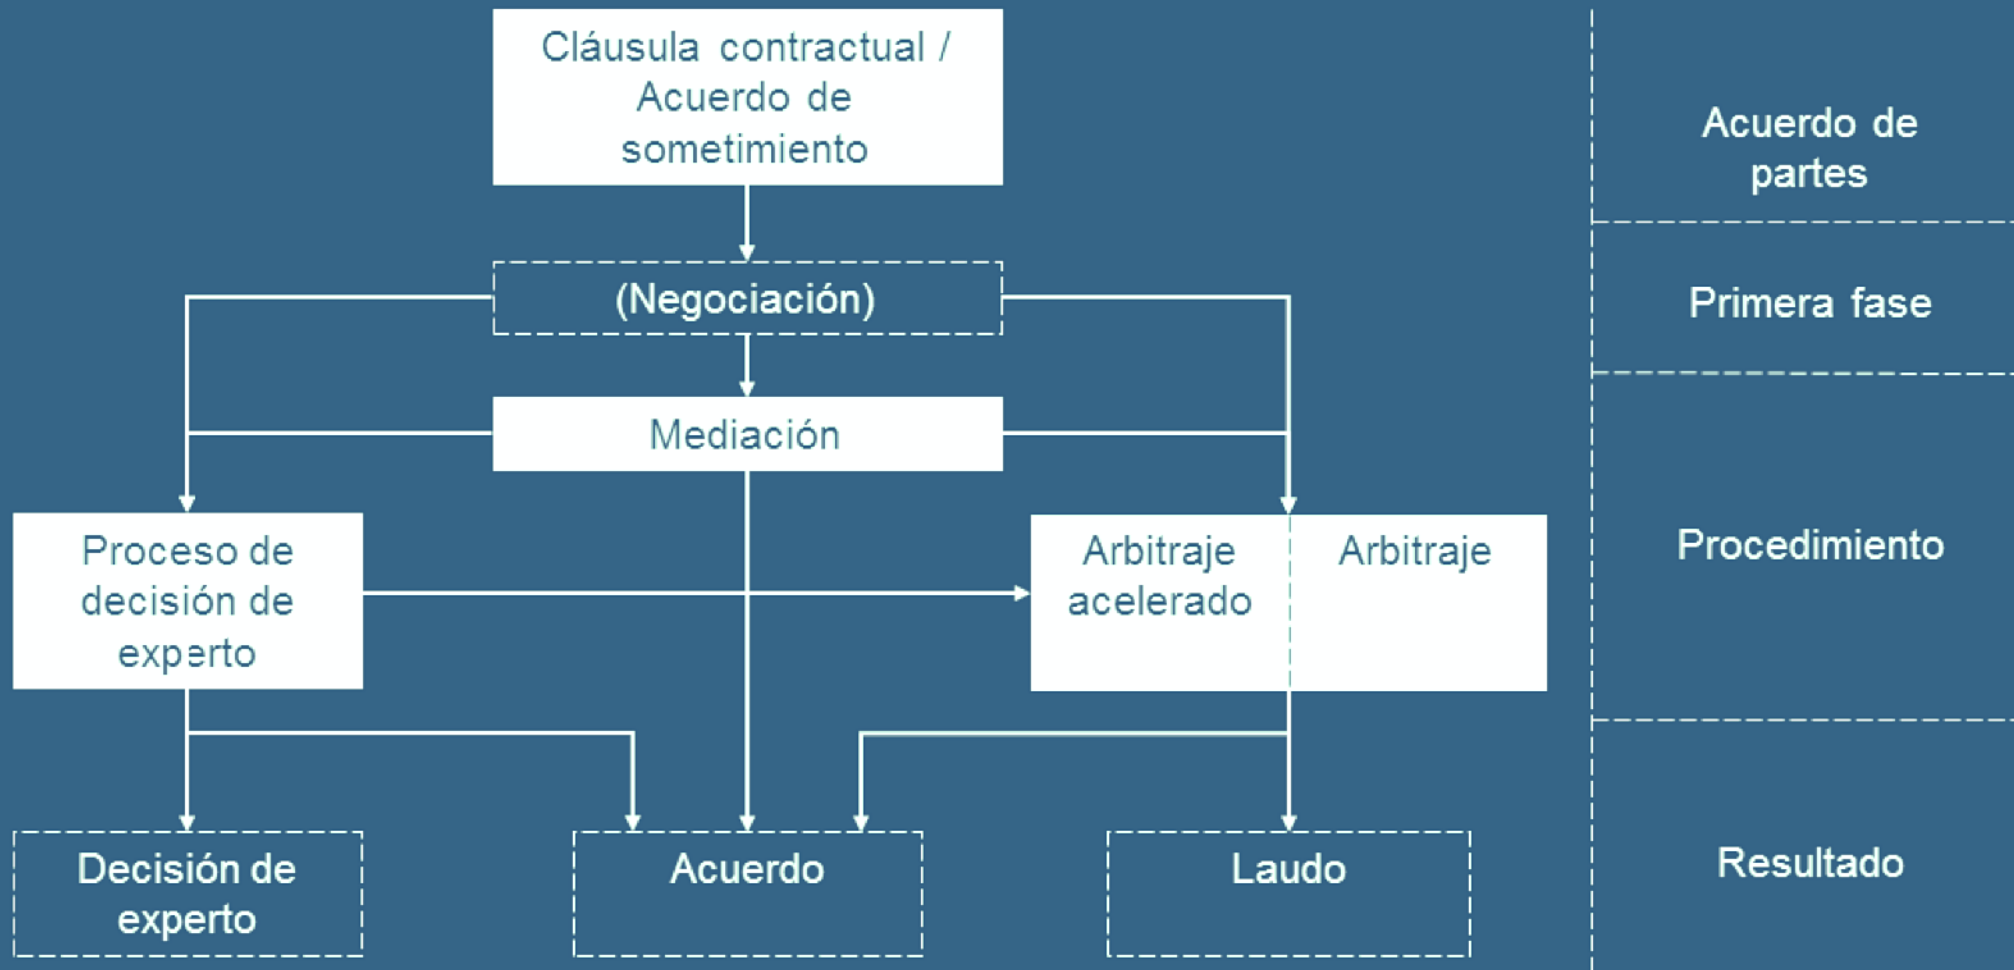 Cláusula contractual /
Acuerdo de
sometimiento
Acuerdo de
partes
(Negociación)
Primera fase
Mediación
Proceso de
decisión de
experto
Arbitraje
acelerado
Arbitraje
Procedimiento
Decisión de
experto
Acuerdo
Laudo
Resultado